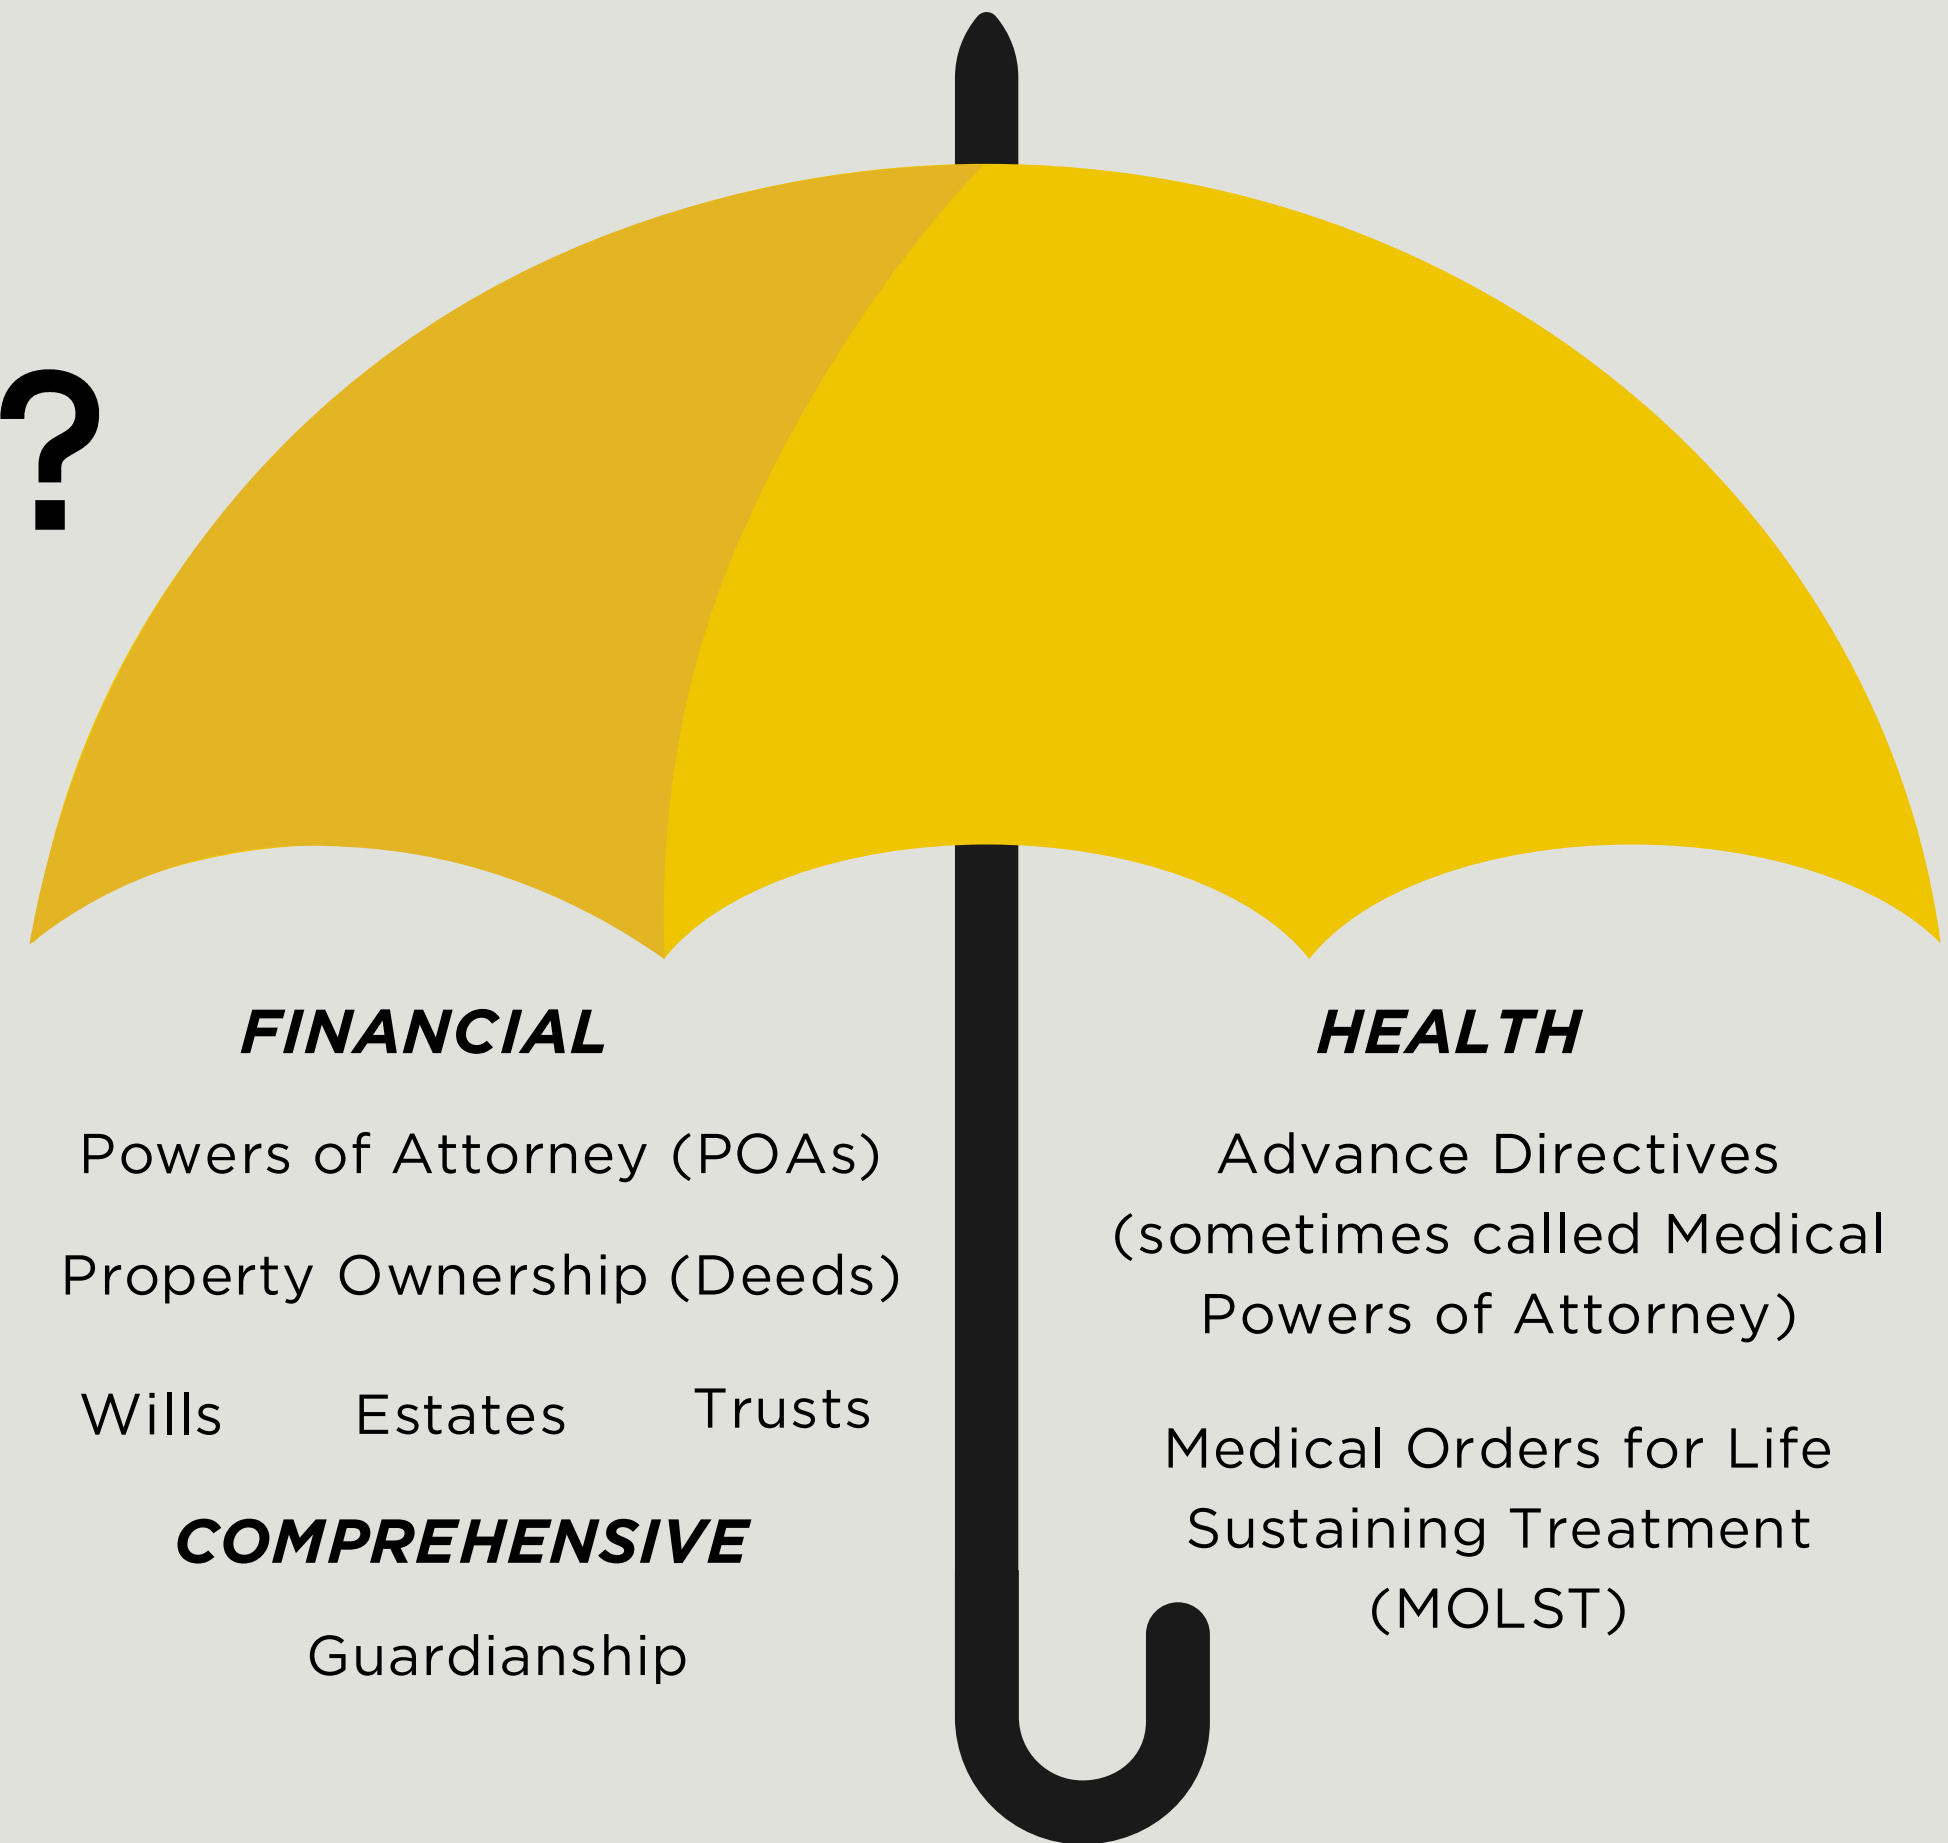 ?
FINANCIAL
Powers of Attorney (POAs)
Property Ownership (Deeds)
Wills Estates Trusts
COMPREHENSIVE
Guardianship
HEALTH
Advance Directives
(sometimes called Medical
Powers of Attorney)
Medical Orders for Life
Sustaining Treatment
(MOLST)